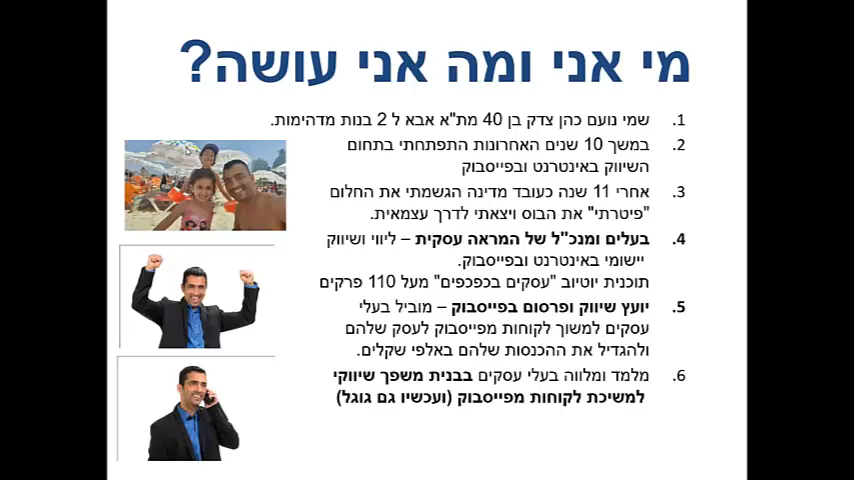 מי אני ומה אני עושה?
1. שמי נועם כהן צדק בן 40 מת"א אבא ל 2 בנות מדהימות.
2. במשך 10 שנים האחרונות התפתחתי בתחום
השיווק באינטרנט ובפייסבוק
3. אחרי 11 שנה כעובד מדינה הגשמתי את החלום
"פיטרתי" את הבוס ויצאתי לדרך עצמאית.
4. בעלים ומנכ"ל של המראה עסקית – ליווי ושיווק
יישומי באינטרנט ובפייסבוק.
תוכנית יוטיוב "עסקים בכפכפים" מעל 110 פרקים
5. יועץ שיווק ופרסום בפייסבוק – מוביל בעלי
עסקים למשוך לקוחות מפייסבוק לעסק שלהם
ולהגדיל את ההכנסות שלהם באלפי שקלים.
6. מלמד ומלווה בעלי עסקים בבנית משפך שיווקי
למשיכת לקוחות מפייסבוק (ועכשיו גם גוגל)